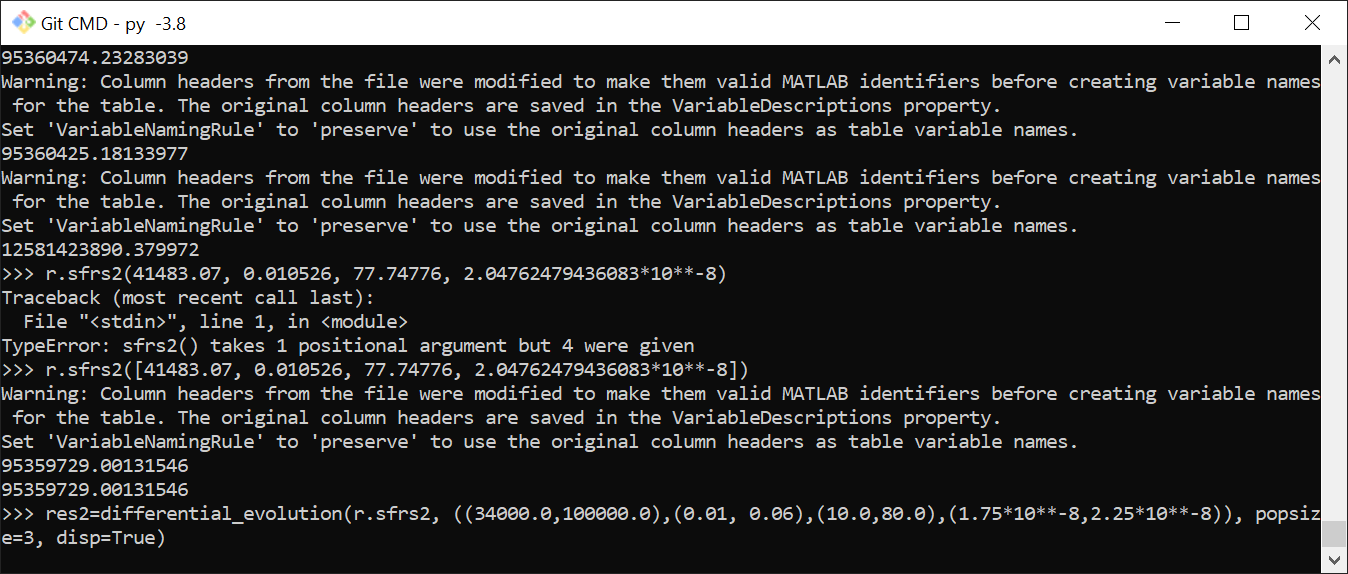 Git CMD - py  -3.8
95360474.23283039
Warning: Column headers from the file were modified to make them valid MATLAB identifiers before creating variable names
 for the table. The original column headers are saved in the VariableDescriptions property.
Set 'VariableNamingRule' to 'preserve' to use the original column headers as table variable names.
95360425.18133977
Warning: Column headers from the file were modified to make them valid MATLAB identifiers before creating variable names
 for the table. The original column headers are saved in the VariableDescriptions property.
Set 'VariableNamingRule' to 'preserve' to use the original column headers as table variable names.
12581423890.379972
>>> r.sfrs2(41483.07, 0.010526, 77.74776, 2.04762479436083*10**-8)
Traceback (most recent call last):
  File "<stdin>", line 1, in <module>
TypeError: sfrs2() takes 1 positional argument but 4 were given
>>> r.sfrs2([41483.07, 0.010526, 77.74776, 2.04762479436083*10**-8])
Warning: Column headers from the file were modified to make them valid MATLAB identifiers before creating variable names
 for the table. The original column headers are saved in the VariableDescriptions property.
Set 'VariableNamingRule' to 'preserve' to use the original column headers as table variable names.
95359729.00131546
95359729.00131546
>>> res2=differential_evolution(r.sfrs2, ((34000.0,100000.0),(0.01, 0.06),(10.0,80.0),(1.75*10**-8,2.25*10**-8)), popsiz
e=3, disp=True)